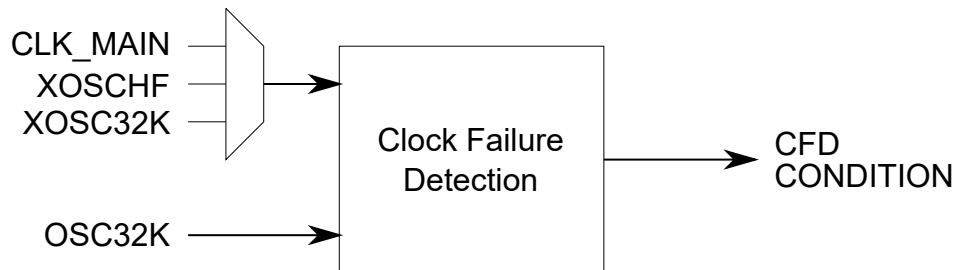 CLK_MAIN
XOSCHF
XOSC32K
OSC32K
Clock Failure
Detection
CFD
CONDITION